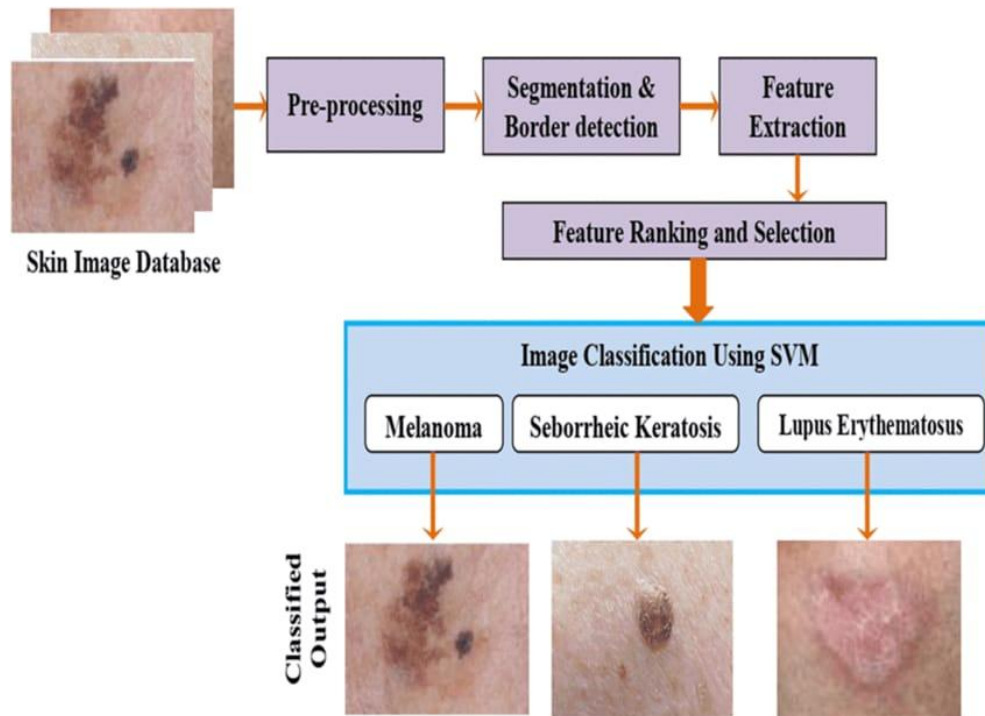 Pre-processing
Segmentation &
Border detection
Feature
Extraction
Skin Image Database
Feature Ranking and Selection
Image Classification Using SVM
Melanoma
Seborrheic Keratosis
Lupus Erythematosus
Classified
Output